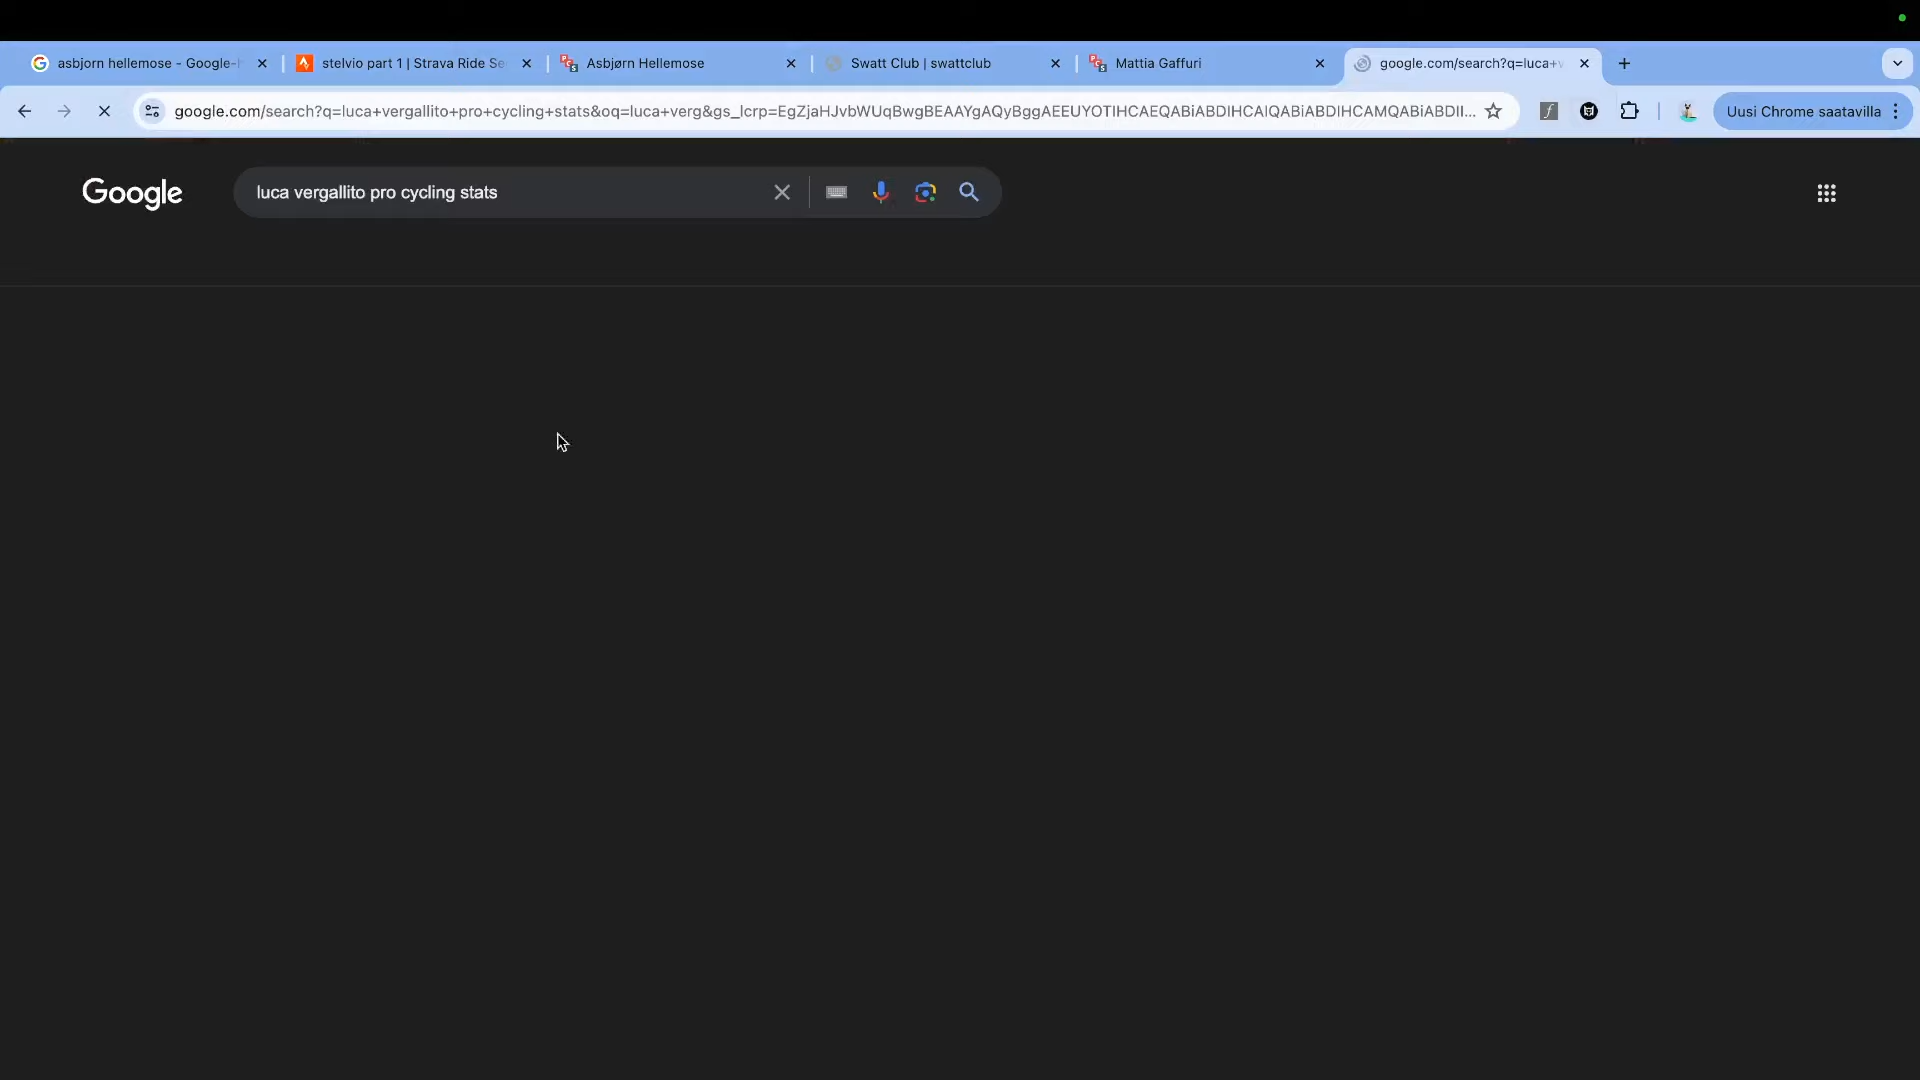 asbjorn hellemose - Google-h
stelvio part 1 | Strava Ride Se
Asbjørn Hellemose
Swatt Club | swattclub
Mattia Gaffuri
google.com/search?q=luca+v
google.com/search?q=luca+vergallito+pro+cycling+stats&oq=luca+verg&gs_lcrp=EgZjaHJvbWUqBwgBEAAYgAQyBggAEEUYOTIHCAEQABiABDIHCAIQABiABDIHCAMQABiABDII...
Uusi Chrome saatavilla
Google
luca vergallito pro cycling stats